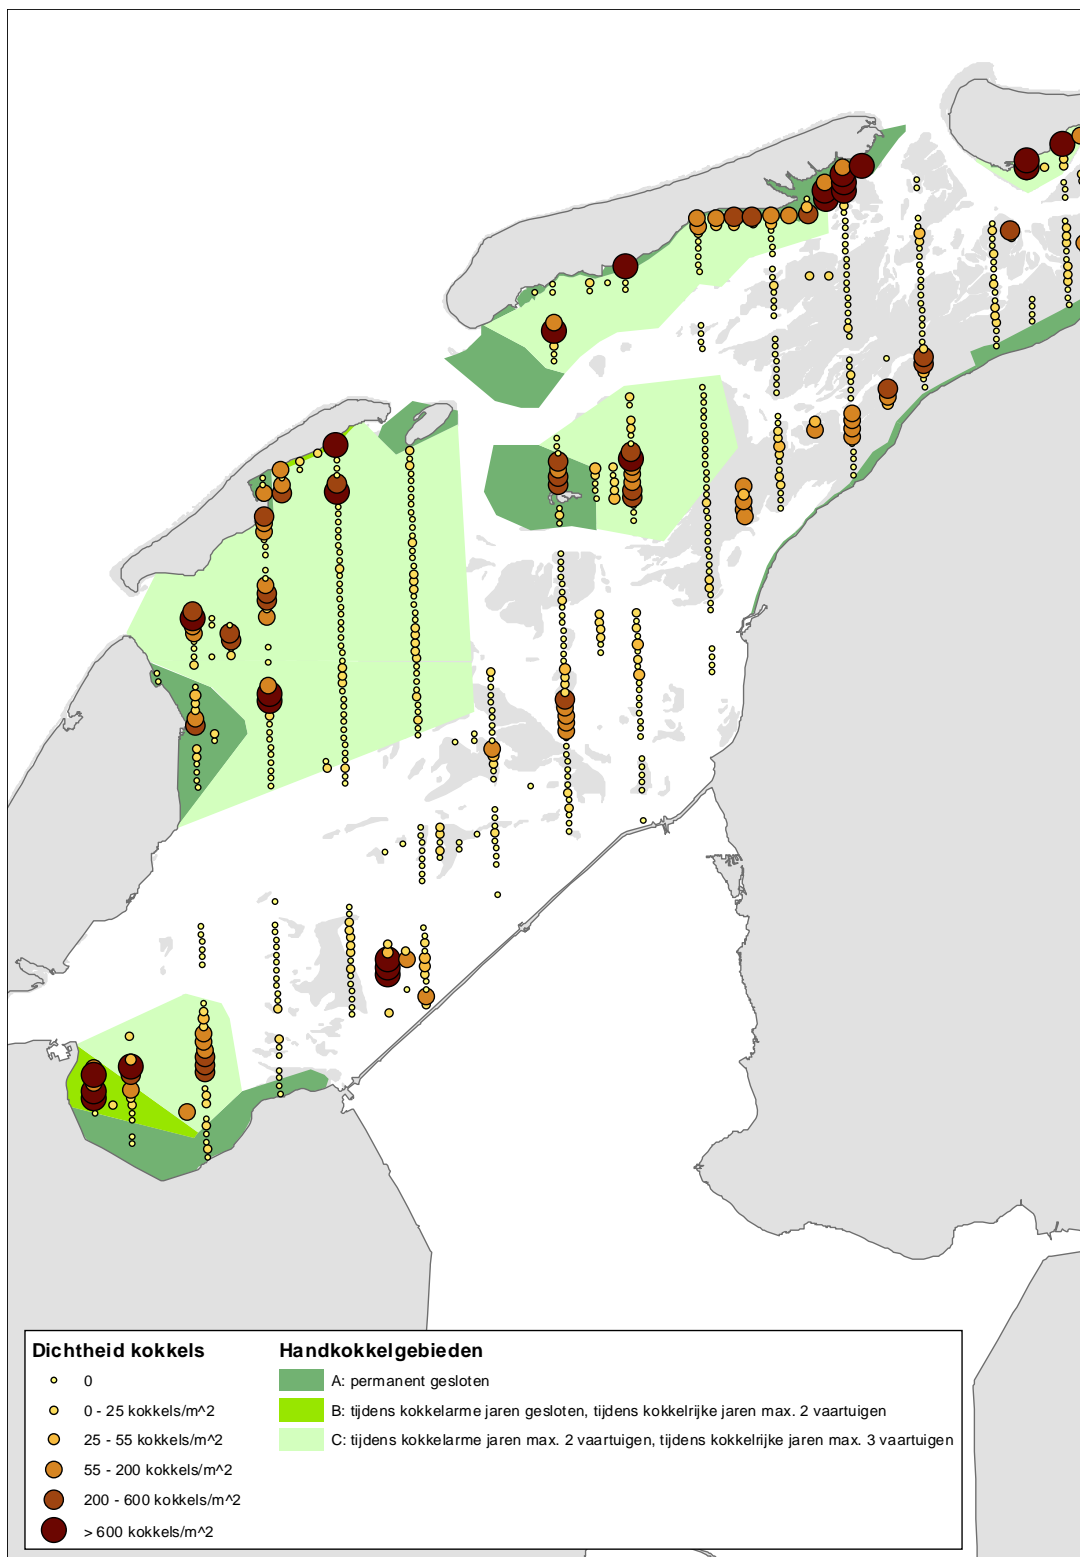 Dichtheid kokkels
0
0 - 25 kokkels/m^2
25 - 55 kokkels/m^2
55 - 200 kokkels/m^2
200 - 600 kokkels/m^2
> 600 kokkels/m^2
Handkokkelgebieden
A: permanent gesloten
B: tijdens kokkelarme jaren gesloten, tijdens kokkelrijke jaren max. 2 vaartuigen
C: tijdens kokkelarme jaren max. 2 vaartuigen, tijdens kokkelrijke jaren max. 3 vaartuigen